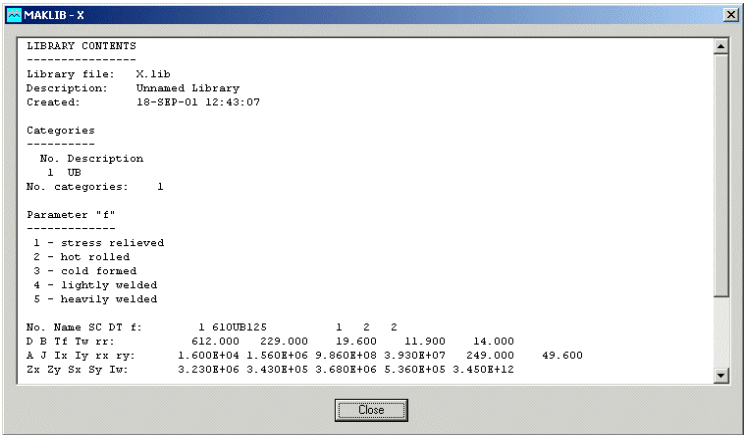 MAKLIB - X
LIBRARY CONTENTS
----------------
Library file:   X.lib
Description:    Unnamed Library
Created:        18-SEP-01 12:43:07
Categories
----------
No. Description
1  UB
No. categories:    1
Parameter "f"
-------------
1 - stress relieved
2 - hot rolled
3 - cold formed
4 - lightly welded
5 - heavily welded
No. Name SC DT f:        1 610UB125          1   2   2
D B Tf Tw rr:           612.000   229.000    19.600    11.900    14.000
A J Ix Iy rx ry:      1.600E+04 1.560E+06 9.860E+08 3.930E+07   249.000    49.600
Zx Zy Sx Sy Iw:       3.230E+06 3.430E+05 3.680E+06 5.360E+05 3.450E+12
Close